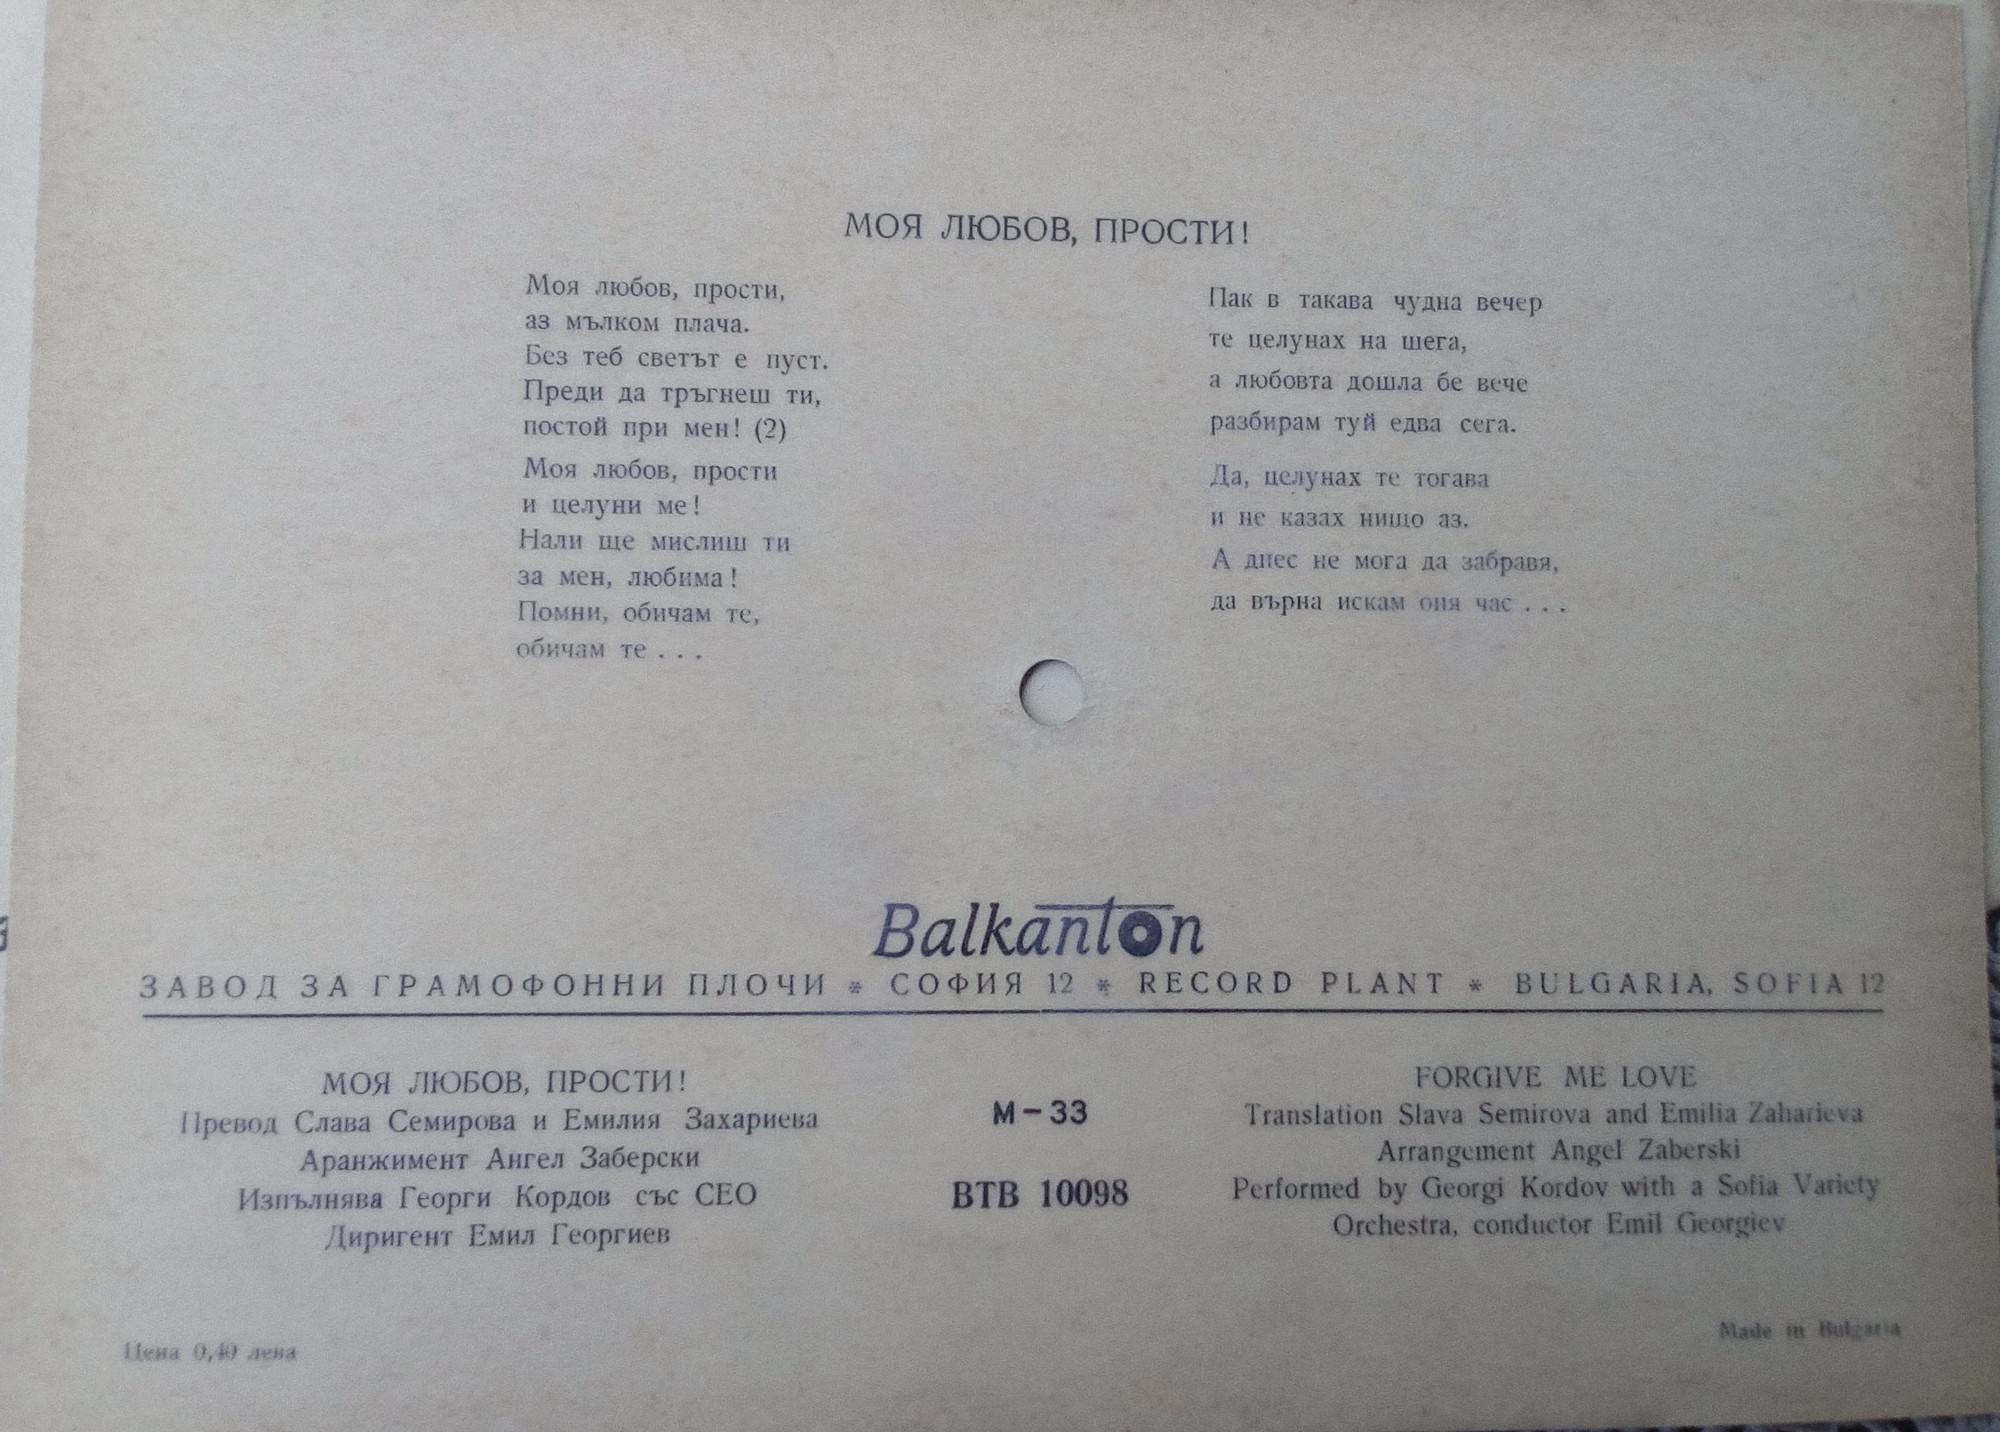 МОЯ ЛЮБОВ, ПРОСТИ!
Моя любов, прости,
аз мълком плача.
Без теб светът е пуст.
Преди да тръгнеш ти,
постой при мен! (2)
Моя любов, прости
и целуни ме!
Нали ще мислиш ти
за мен, любима!
Помни, обичам те,
обичам те . . .
Пак в такава чудна вечер
те целунах на шега,
а любовта дошла бе вече
разбирам туй едва сега.
Да, целунах те тогава
и не казах нищо аз.
А днес не мога да забравя,
да върна искам оня час . . .
Balkanton
ЗАВОД ЗА ГРАМОФОННИ ПЛОЧИ * СОФИЯ 12 * RECORD PLANT * BULGARIA, SOFIA 12
МОЯ ЛЮБОВ, ПРОСТИ!
Превод Слава Семирова и Емилия Захариева
Аранжимент Ангел Заберски
Изпълнява Георги Кордов със СЕО
Диригент Емил Георгиев
М-33
ВТВ 10098
FORGIVE ME LOVE
Translation Slava Semirova and Emilia Zaharieva
Arrangement Angel Zaberski
Performed by Georgi Kordov with a Sofia Variety
Orchestra, conductor Emil Georgiev
Цена 0,40 лева
Made in Bulgaria